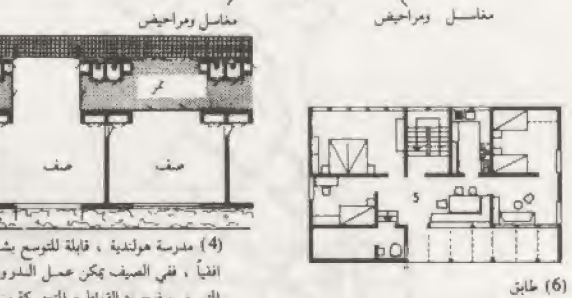 مغاسل ومراحيض
مغاسل ومراحيض
ممر
صف
صف
5
(4) مدرسة هولندية ، قابلة للتوسع
افقياً ، ففي الصيف يمكن عمل
(6) طابق